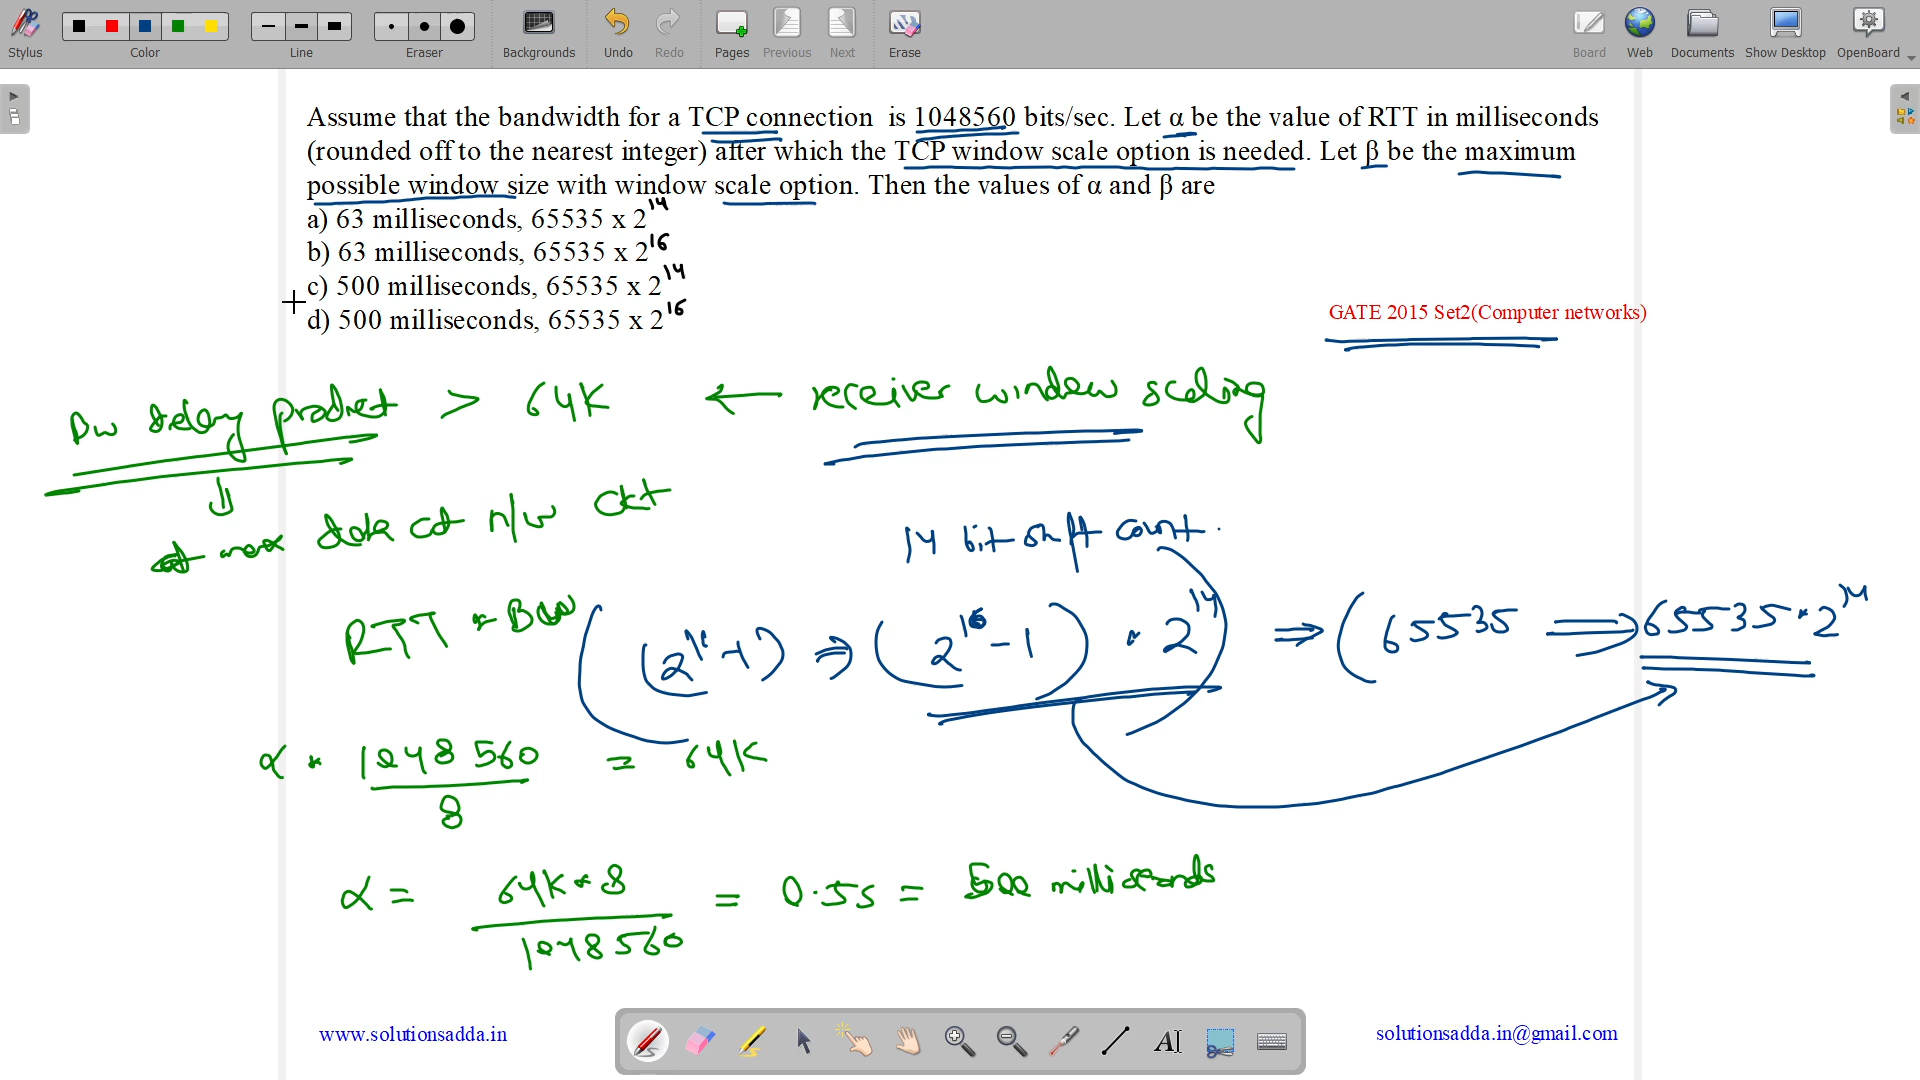 Stylus Color Line Eraser Backgrounds Undo Redo Pages Previous Next Erase Board Web Documents Show Desktop OpenBoard
Assume that the bandwidth for a TCP connection is 1048560 bits/sec. Let α be the value of RTT in milliseconds
(rounded off to the nearest integer) after which the TCP window scale option is needed. Let β be the maximum
possible window size with window scale option. Then the values of α and β are
a) 63 milliseconds, 65535 x 2^14
b) 63 milliseconds, 65535 x 2^16
c) 500 milliseconds, 65535 x 2^14
d) 500 milliseconds, 65535 x 2^16
GATE 2015 Set2(Computer networks)
Bw delay product > 64K ← receiver window scaling
⇓
max data at n/w ckt
14 bit shift count.
RTT * BW
(2^16-1) ⇒ (2^16-1) * 2^14 ⇒ (65535 ⇒ 65535*2^14
α * 1048560/8 = 64K
α = 64K*8/1048560 = 0.5s = 500 milliseconds
www.solutionsadda.in
solutionsadda.in@gmail.com